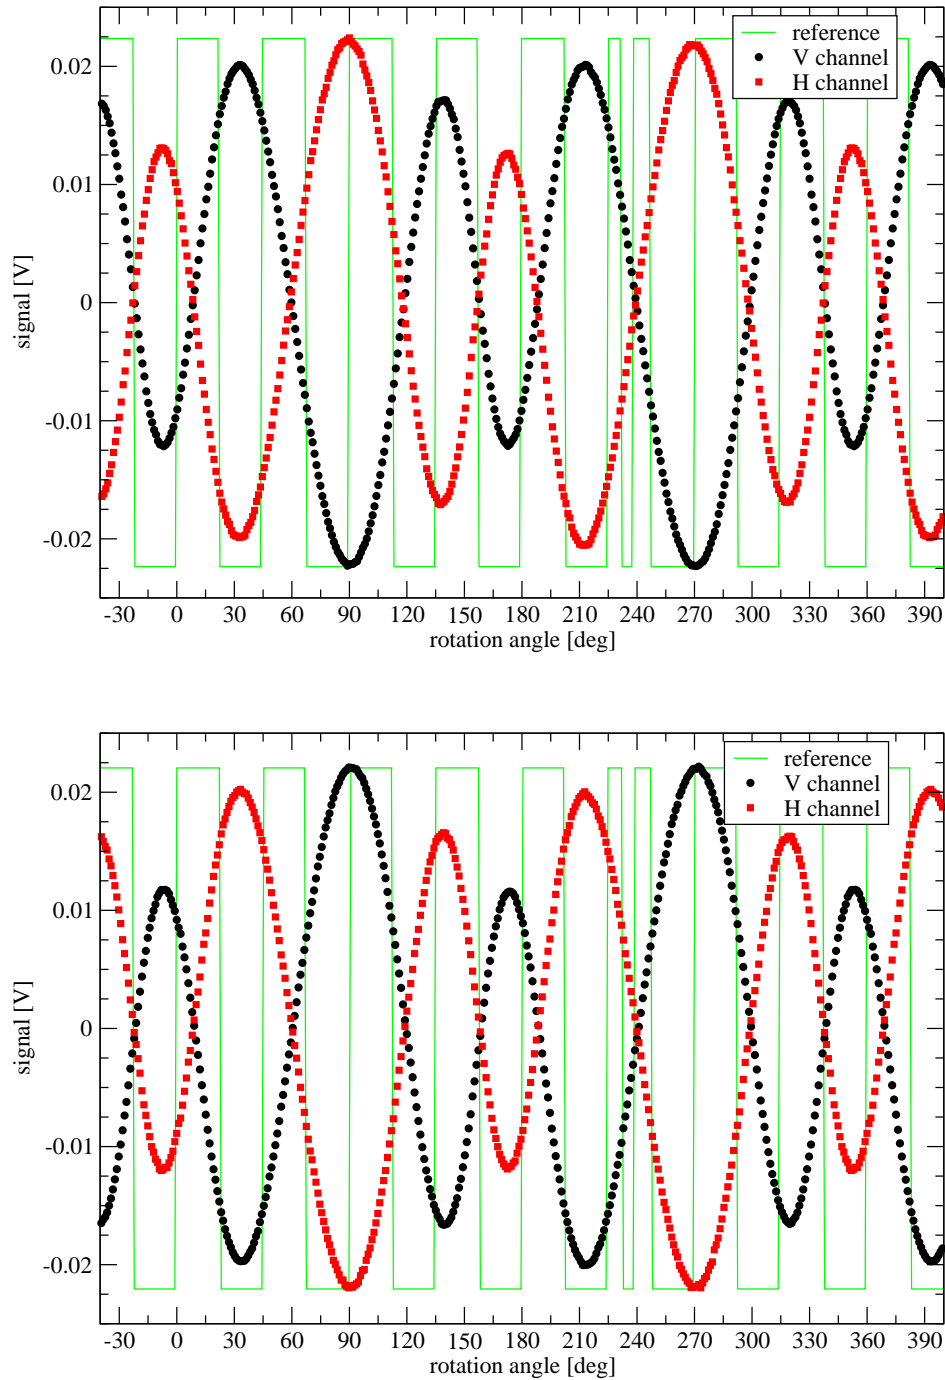 reference
V channel
H channel
0.02
0.01
0
-0.01
-0.02
signal [V]
-30 0 30 60 90 120 150 180 210 240 270 300 330 360 390
rotation angle [deg]
reference
V channel
H channel
0.02
0.01
0
-0.01
-0.02
signal [V]
-30 0 30 60 90 120 150 180 210 240 270 300 330 360 390
rotation angle [deg]